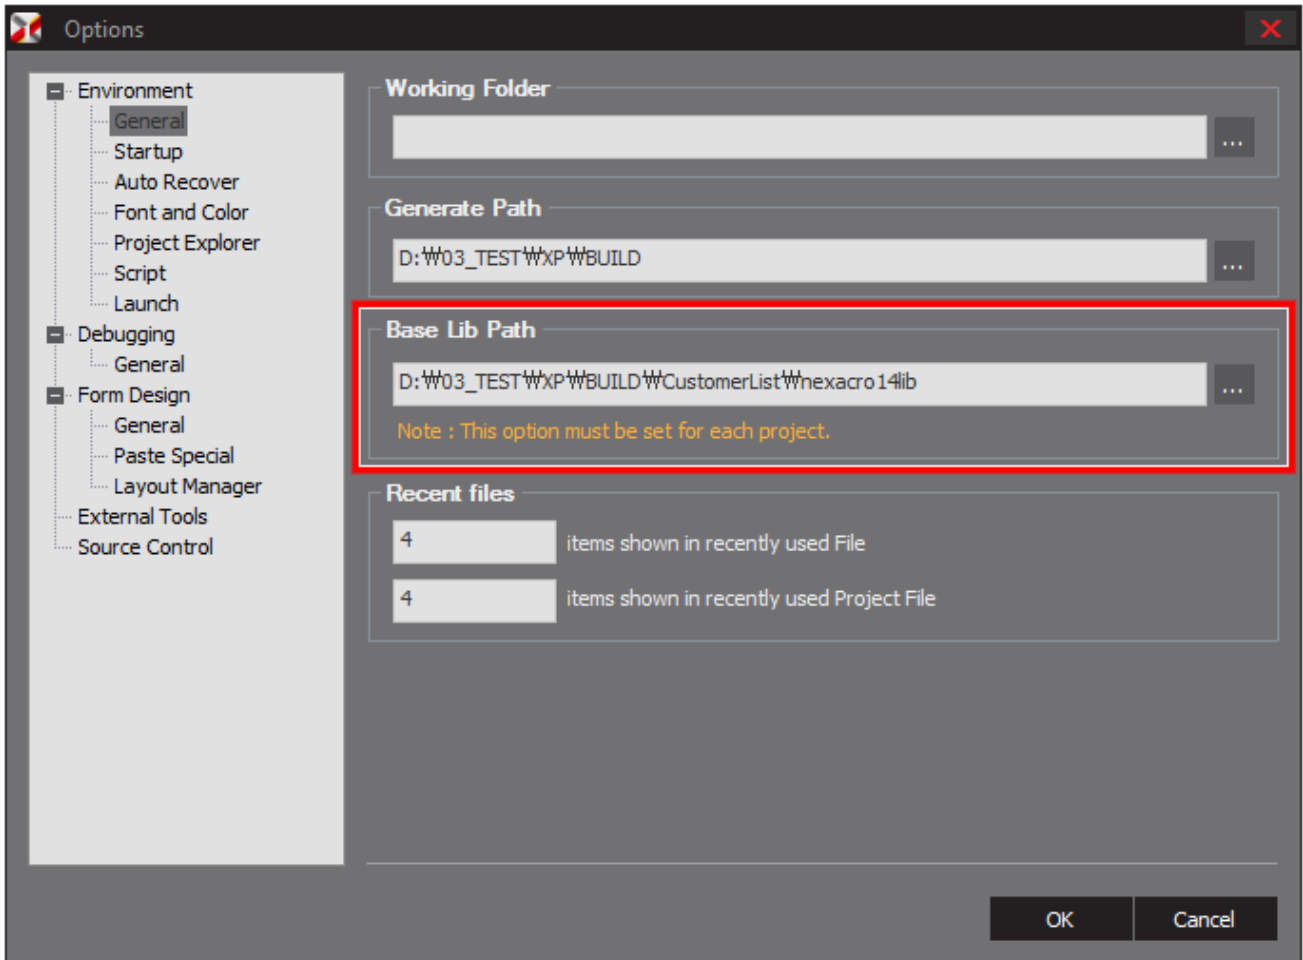 Options
Environment
General
Startup
Auto Recover
Font and Color
Project Explorer
Script
Launch
Debugging
General
Form Design
General
Paste Special
Layout Manager
External Tools
Source Control
Working Folder
...
Generate Path
D:₩03_TEST₩XP₩BUILD
...
Base Lib Path
D:₩03_TEST₩XP₩BUILD₩CustomerList₩nexacro14lib
...
Note : This option must be set for each project.
Recent files
4 items shown in recently used File
4 items shown in recently used Project File
OK Cancel